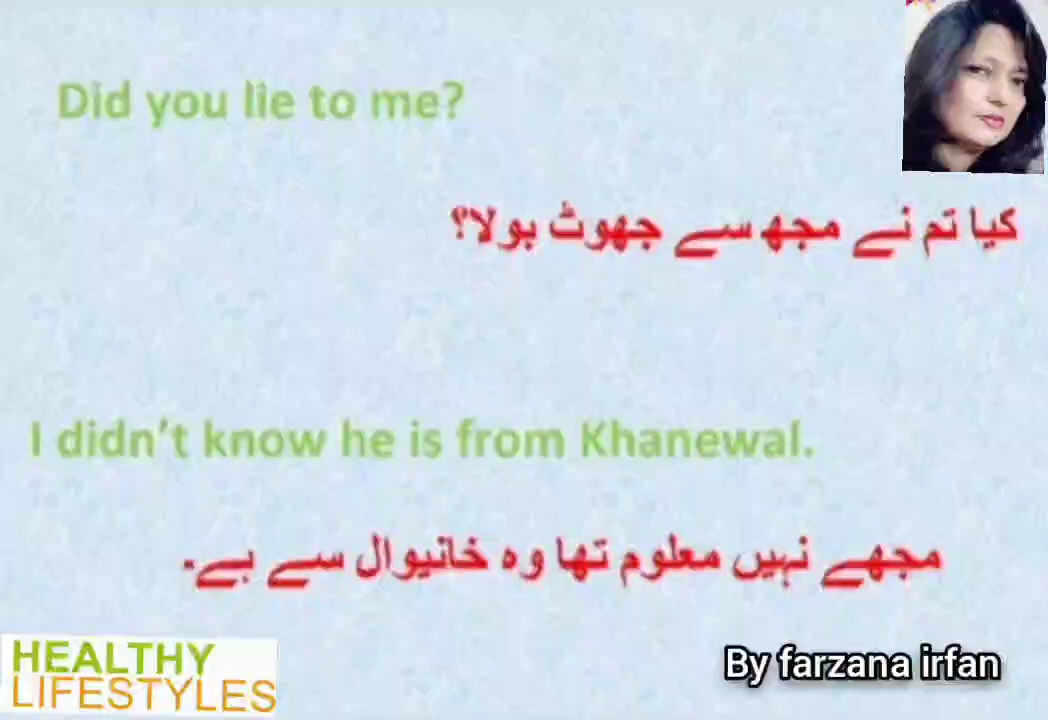 Did you lie to me?
کیا تم نے مجھ سے جھوٹ بولا؟
I didn't know he is from Khanewal.
مجھے نہیں معلوم تھا وہ خانیوال سے ہے۔
HEALTHY
LIFESTYLES
By farzana irfan